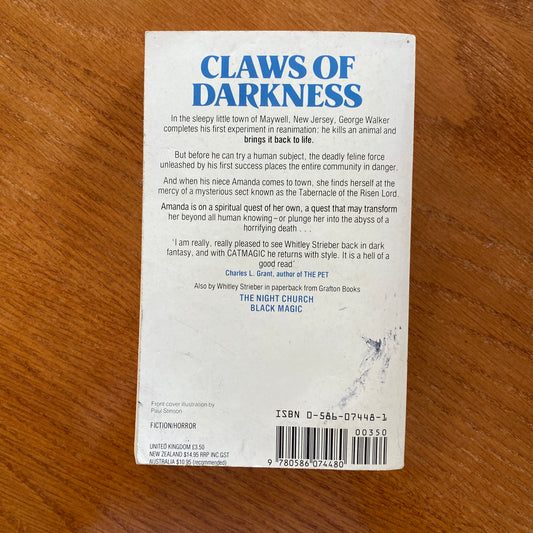 CLAWS OF
DARKNESS
In the sleepy little town of Maywell, New Jersey, George Walker
completes his first experiment in reanimation: he kills an animal and
brings it back to life.
But before he can try a human subject, the deadly feline force
unleashed by his first success places the entire community in danger.
And when his niece Amanda comes to town, she finds herself at the
mercy of a mysterious sect known as the Tabernacle of the Risen Lord.
Amanda is on a spiritual quest of her own, a quest that may transform
her beyond all human knowing – or plunge her into the abyss of a
horrifying death . . .
'I am really, really pleased to see Whitley Strieber back in dark
fantasy, and with CATMAGIC he returns with style. It is a hell of a
good read'
Charles L. Grant, author of THE PET
Also by Whitley Strieber in paperback from Grafton Books
THE NIGHT CHURCH
BLACK MAGIC
Front cover illustration by
Paul Simson
FICTION/HORROR
UNITED KINGDOM £3.50
NEW ZEALAND $14.95 RRP INC GST
AUSTRALIA $10.95 (recommended)
ISBN 0-586-07448-1
00350
9 780586 074480